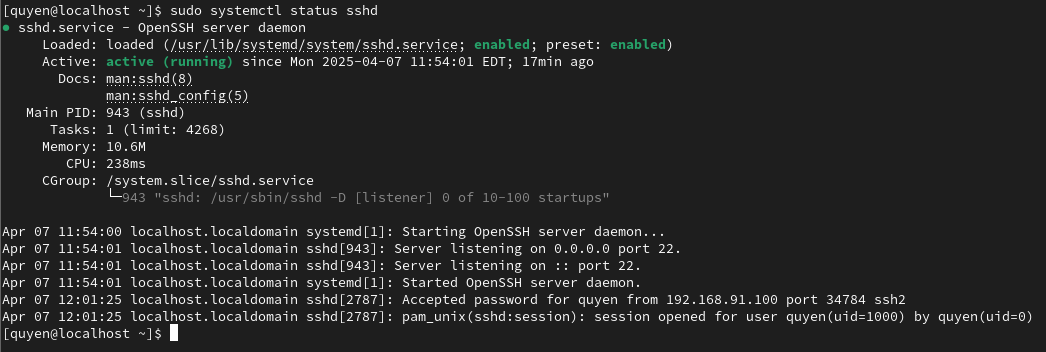 [quyen@localhost ~]$ sudo systemctl status sshd
● sshd.service - OpenSSH server daemon
     Loaded: loaded (/usr/lib/systemd/system/sshd.service; enabled; preset: enabled)
     Active: active (running) since Mon 2025-04-07 11:54:01 EDT; 17min ago
       Docs: man:sshd(8)
             man:sshd_config(5)
   Main PID: 943 (sshd)
      Tasks: 1 (limit: 4268)
     Memory: 10.6M
        CPU: 238ms
     CGroup: /system.slice/sshd.service
             └─943 "sshd: /usr/sbin/sshd -D [listener] 0 of 10-100 startups"

Apr 07 11:54:00 localhost.localdomain systemd[1]: Starting OpenSSH server daemon...
Apr 07 11:54:01 localhost.localdomain sshd[943]: Server listening on 0.0.0.0 port 22.
Apr 07 11:54:01 localhost.localdomain sshd[943]: Server listening on :: port 22.
Apr 07 11:54:01 localhost.localdomain systemd[1]: Started OpenSSH server daemon.
Apr 07 12:01:25 localhost.localdomain sshd[2787]: Accepted password for quyen from 192.168.91.100 port 34784 ssh2
Apr 07 12:01:25 localhost.localdomain sshd[2787]: pam_unix(sshd:session): session opened for user quyen(uid=1000) by quyen(uid=0)
[quyen@localhost ~]$